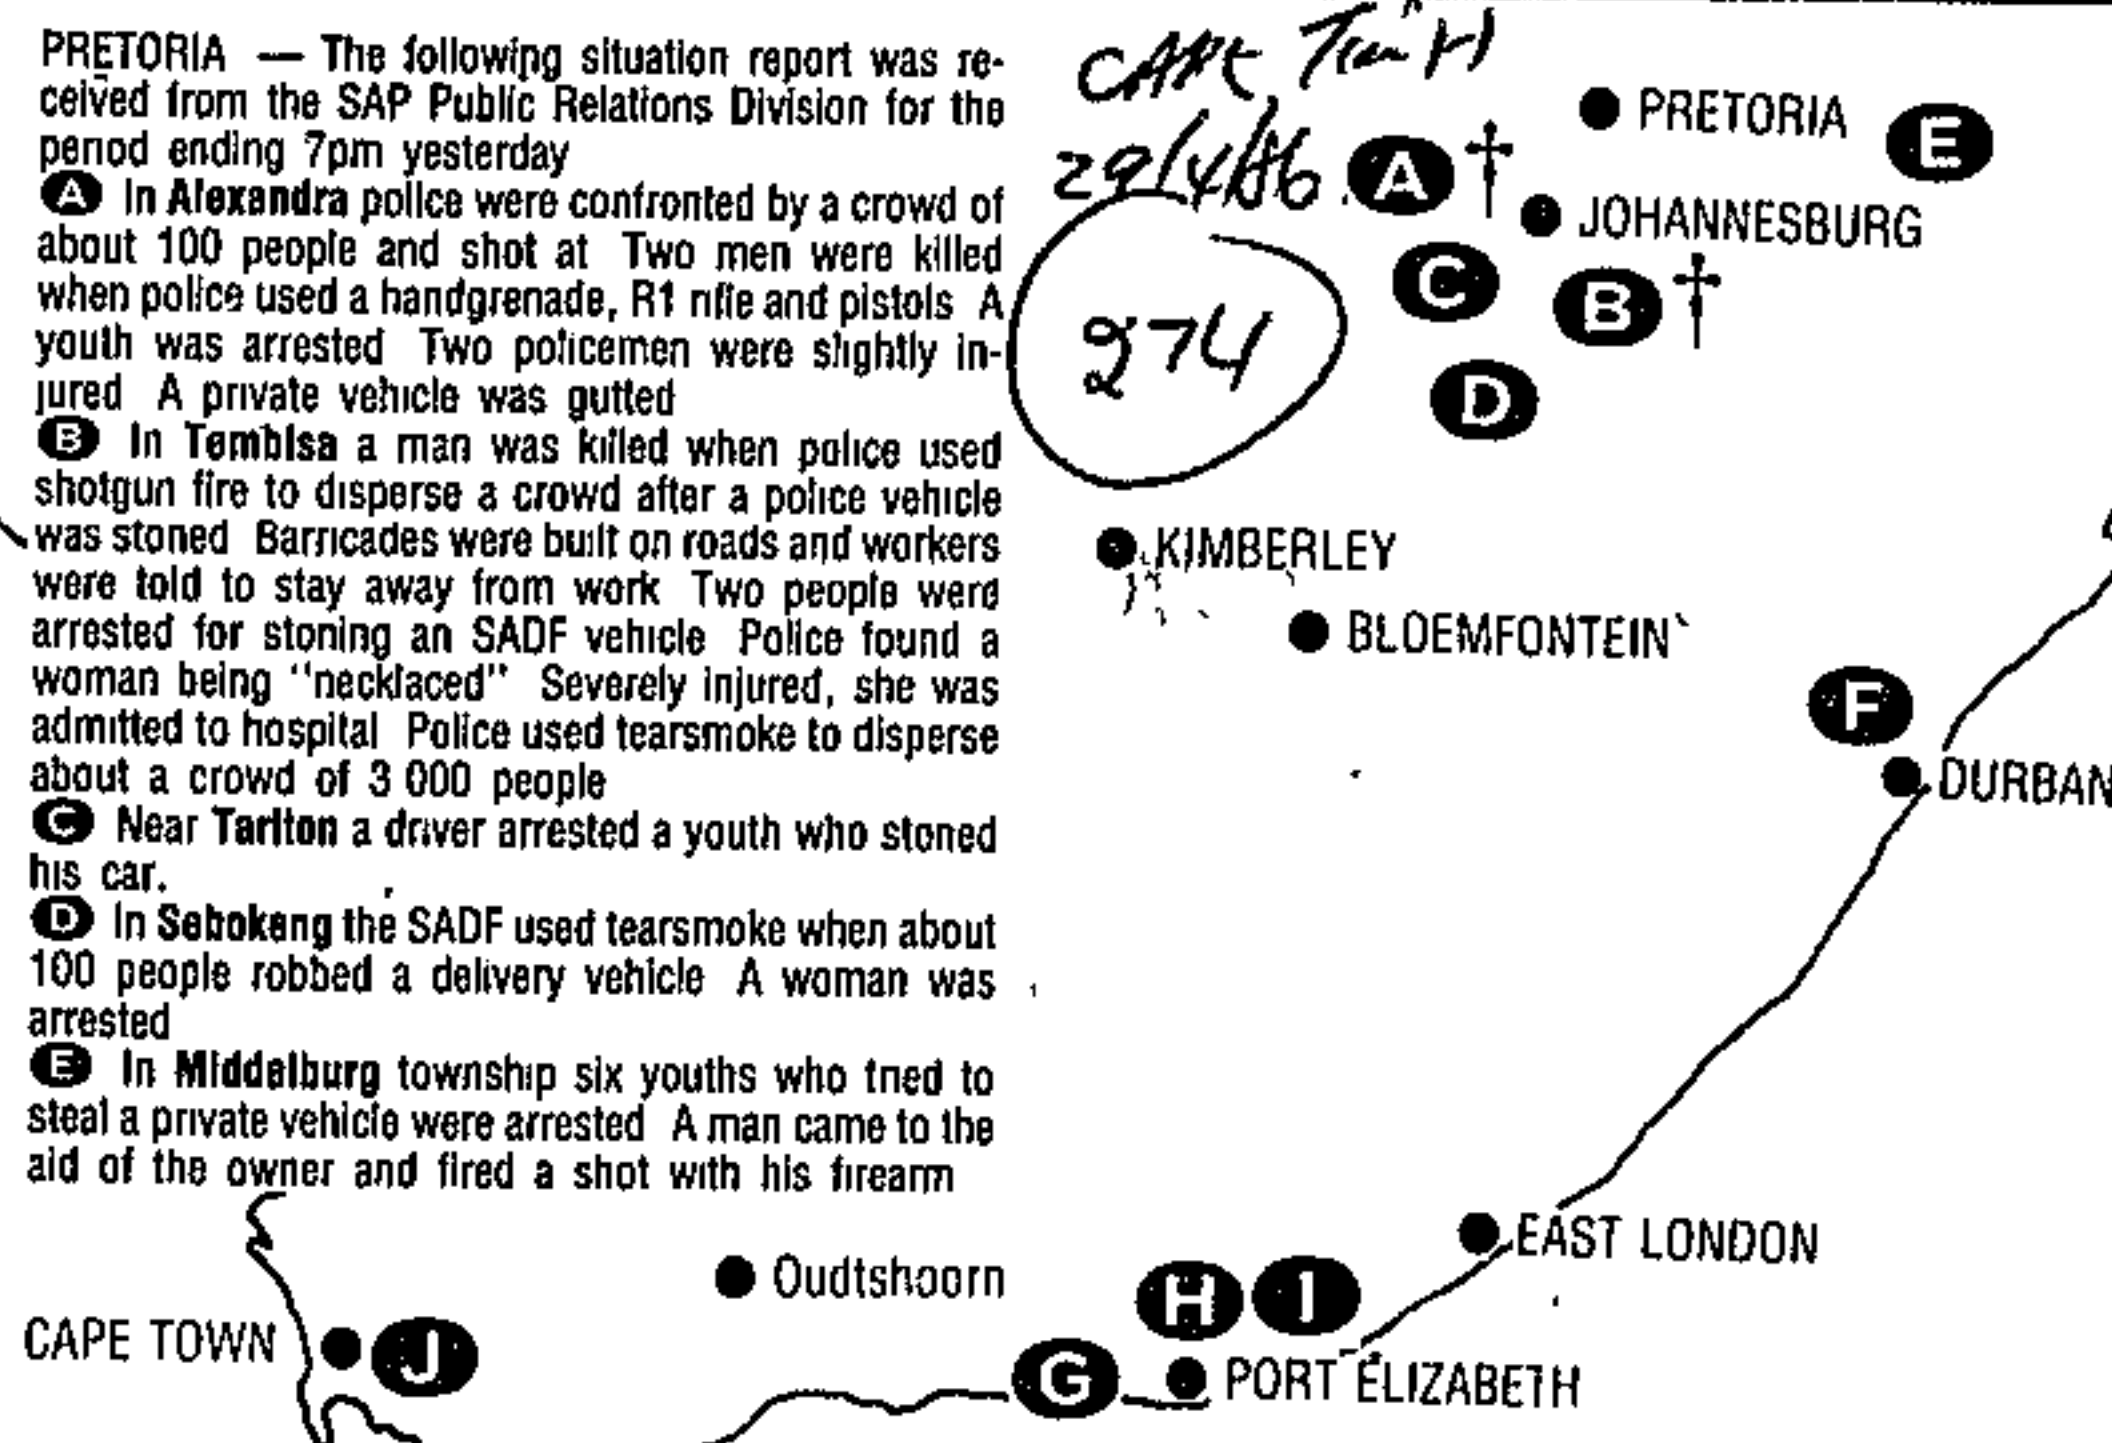 PRETORIA — The following situation report was re-
ceived from the SAP Public Relations Division for the
period ending 7pm yesterday
A In Alexandra police were confronted by a crowd of
about 100 people and shot at Two men were killed
when police used a handgrenade, R1 rifle and pistols A
youth was arrested Two policemen were slightly in-
jured A private vehicle was gutted
B In Tembisa a man was killed when police used
shotgun fire to disperse a crowd after a police vehicle
was stoned Barricades were built on roads and workers
were told to stay away from work Two people were
arrested for stoning an SADF vehicle Police found a
woman being "necklaced" Severely injured, she was
admitted to hospital Police used tearsmoke to disperse
about a crowd of 3 000 people
C Near Tarlton a driver arrested a youth who stoned
his car.
D In Sebokeng the SADF used tearsmoke when about
100 people robbed a delivery vehicle A woman was
arrested
E In Middelburg township six youths who tried to
steal a private vehicle were arrested A man came to the
aid of the owner and fired a shot with his firearm
29/4/86
274
PRETORIA
E
A †
JOHANNESBURG
C
B †
D
KIMBERLEY
BLOEMFONTEIN
F
DURBAN
EAST LONDON
Oudtshoorn
H I
CAPE TOWN
J
G
PORT ELIZABETH